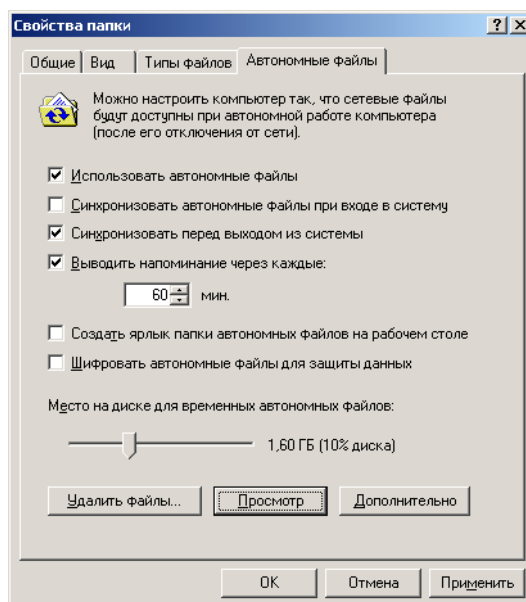 Свойства папки
Общие Вид Типы файлов Автономные файлы
Можно настроить компьютер так, что сетевые файлы
будут доступны при автономной работе компьютера
(после его отключения от сети).
Использовать автономные файлы
Синхронизовать автономные файлы при входе в систему
Синхронизовать перед выходом из системы
Выводить напоминание через каждые:
60 мин.
Создать ярлык папки автономных файлов на рабочем столе
Шифровать автономные файлы для защиты данных
Место на диске для временных автономных файлов:
1,60 ГБ (10% диска)
Удалить файлы... Просмотр Дополнительно
ОК Отмена Применить